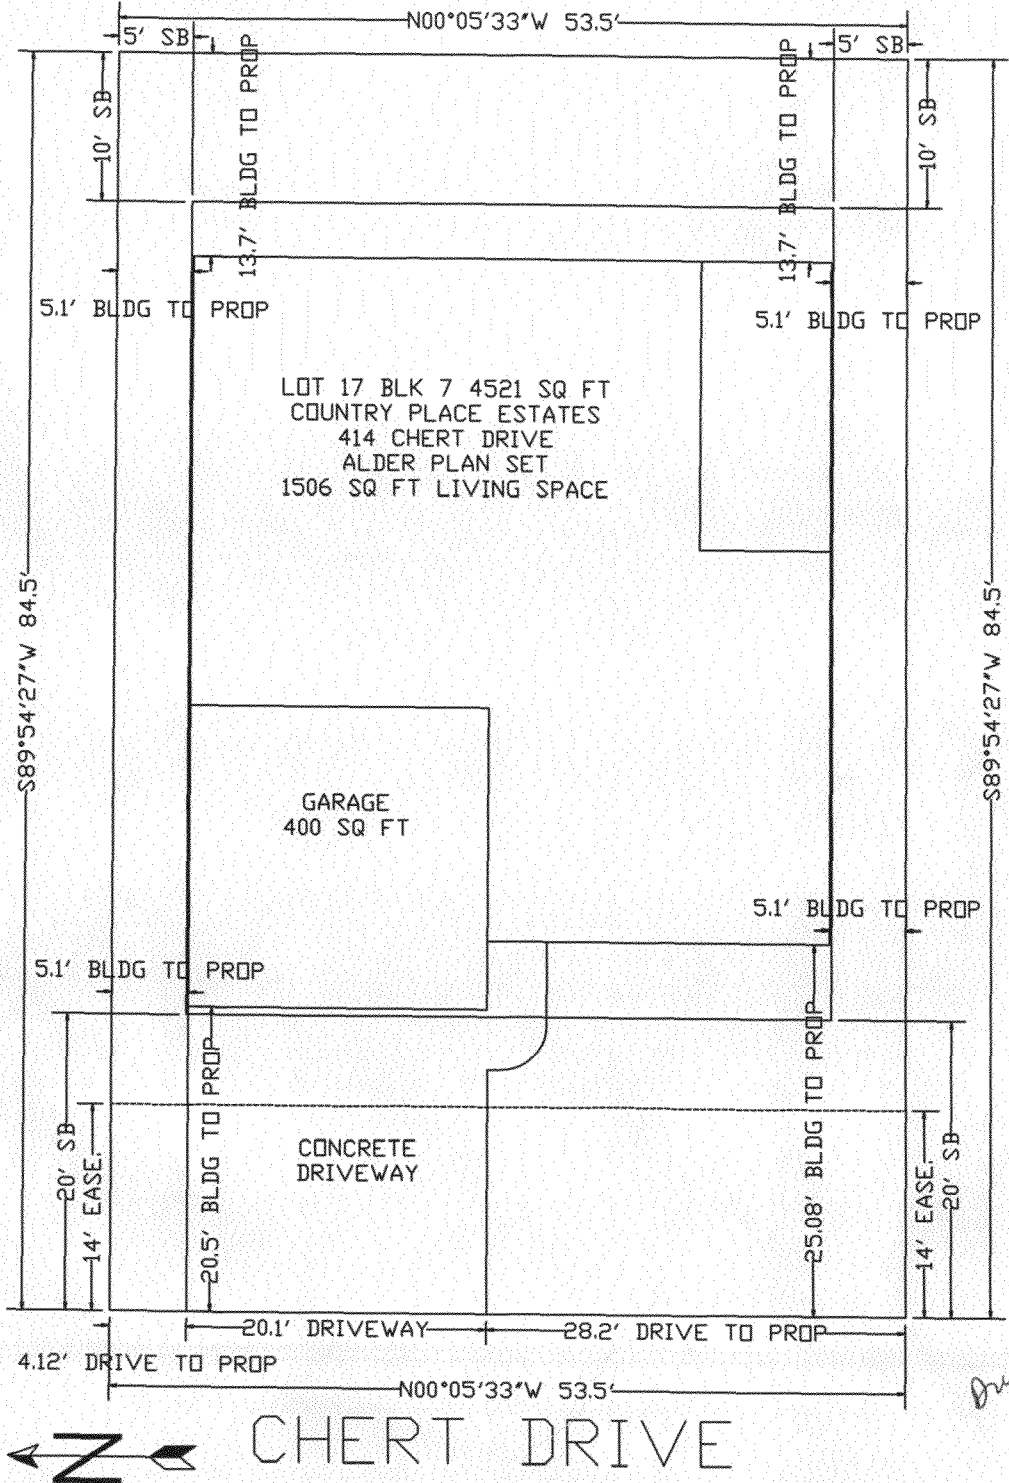 N00°05'33"W 53.5'
5' SB
5' SB
10' SB
13.7' BLDG TO PROP
13.7' BLDG TO PROP
10' SB
5.1' BLDG TO PROP
5.1' BLDG TO PROP
LOT 17 BLK 7 4521 SQ FT
COUNTRY PLACE ESTATES
414 CHERT DRIVE
ALDER PLAN SET
1506 SQ FT LIVING SPACE
S89°54'27"W 84.5'
S89°54'27"W 84.5'
GARAGE
400 SQ FT
5.1' BLDG TO PROP
5.1' BLDG TO PROP
20' SB
14' EASE.
20.5' BLDG TO PROP
CONCRETE
DRIVEWAY
25.08' BLDG TO PROP
14' EASE.
20' SB
20.1' DRIVEWAY
28.2' DRIVE TO PROP
4.12' DRIVE TO PROP
N00°05'33"W 53.5'
CHERT DRIVE
N